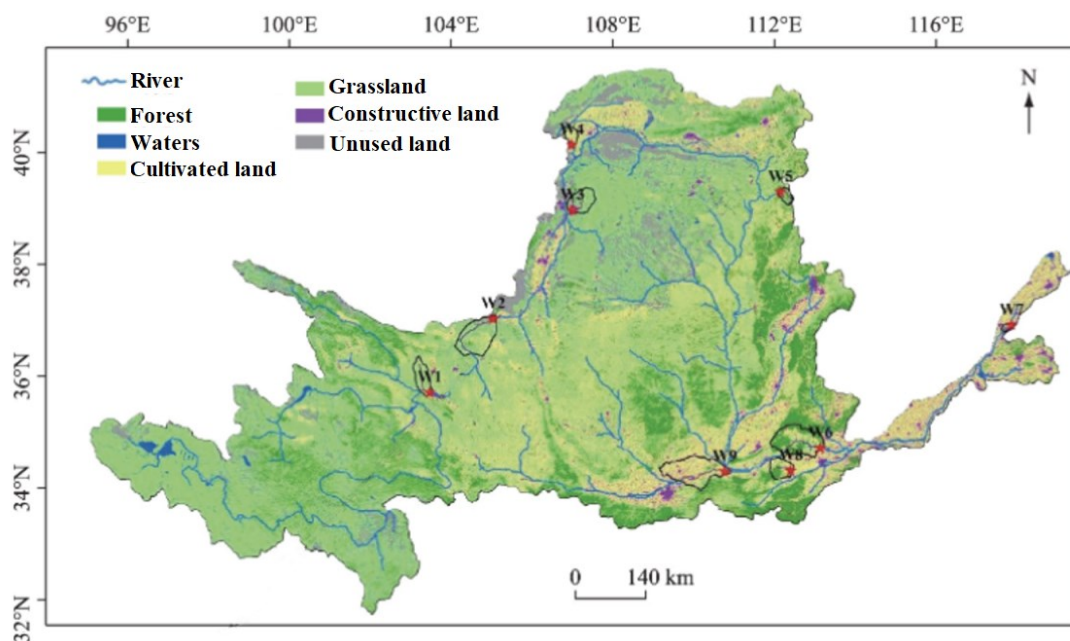 96°E 100°E 104°E 108°E 112°E 116°E
River
Forest
Waters
Cultivated land
Grassland
Constructive land
Unused land
N
40°N
38°N
36°N
34°N
32°N
W4
W3
W5
W2
W1
W7
W6
W9
W8
0 140 km